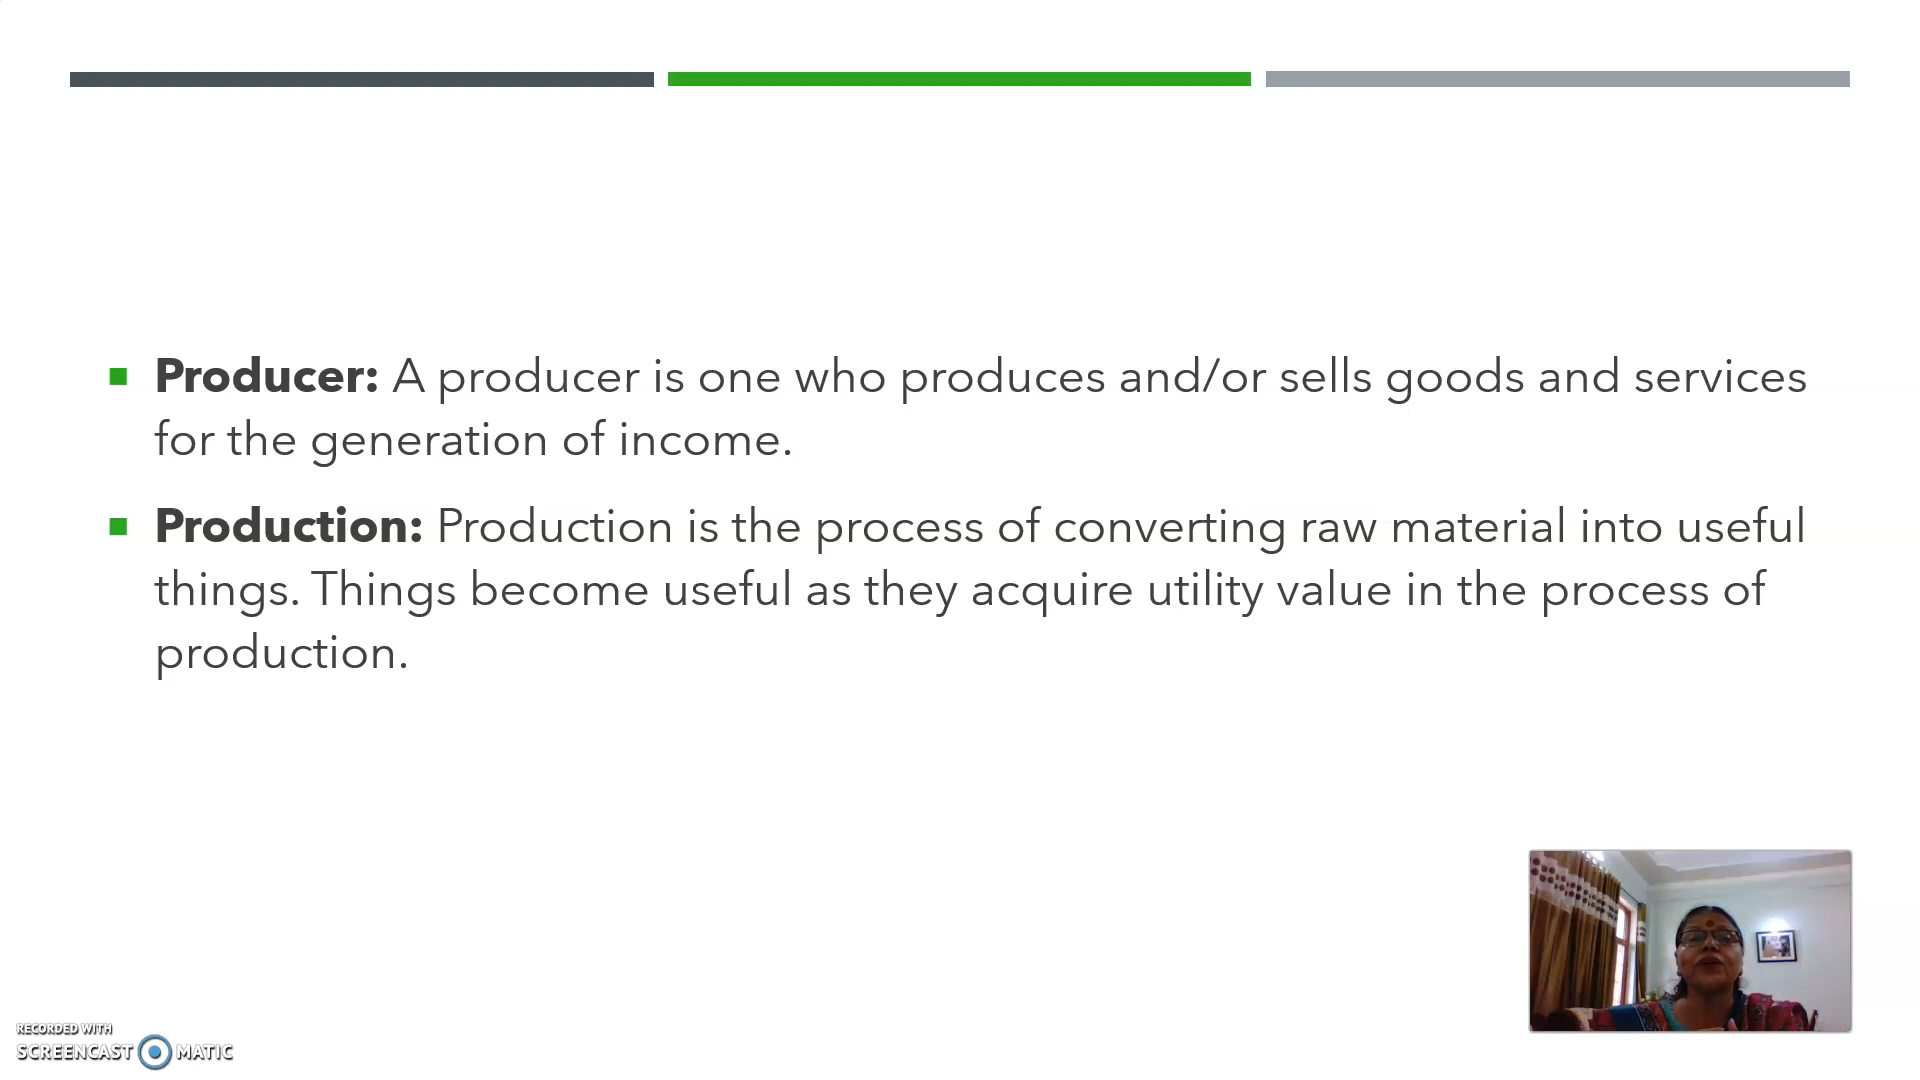 Producer: A producer is one who produces and/or sells goods and services
for the generation of income.
Production: Production is the process of converting raw material into useful
things. Things become useful as they acquire utility value in the process of
production.
RECORDED WITH
SCREENCAST MATIC